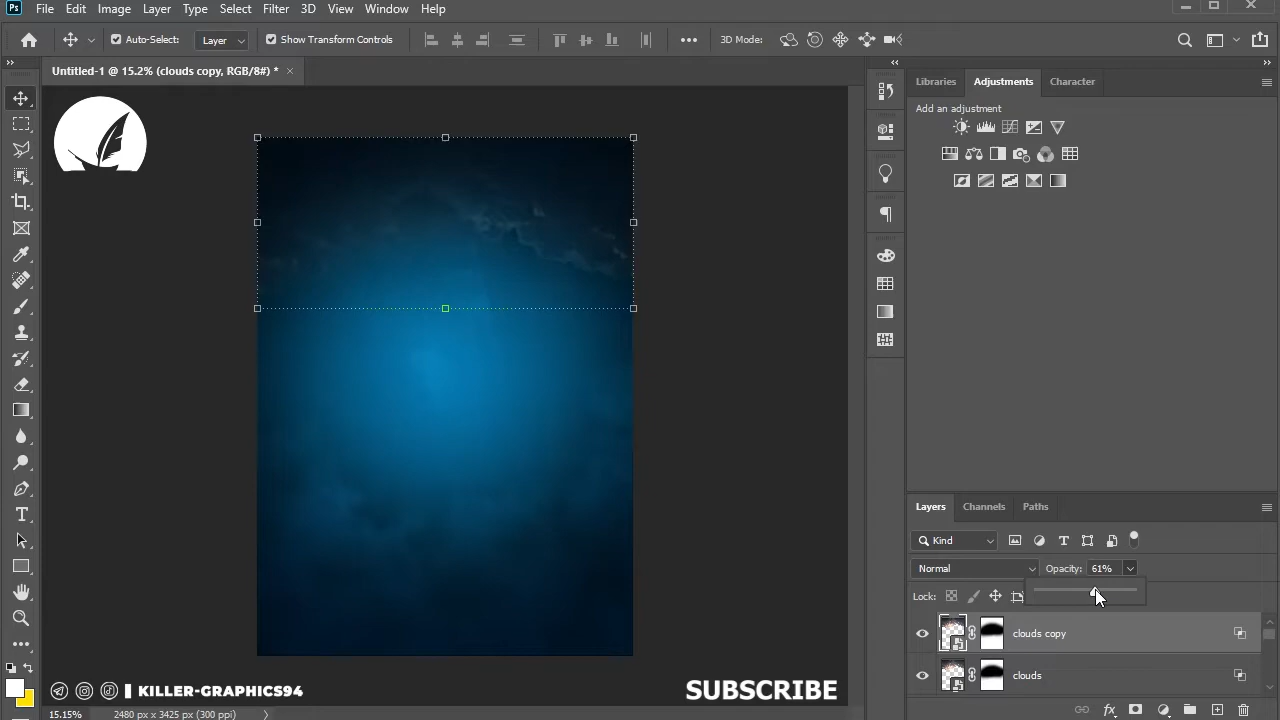 Ps File Edit Image Layer Type Select Filter 3D View Window Help
Auto-Select: Layer Show Transform Controls 3D Mode:
Untitled-1 @ 15.2% (clouds copy, RGB/8#) *
Libraries Adjustments Character
Add an adjustment
Layers Channels Paths
Kind
Normal Opacity: 61%
Lock:
clouds copy
clouds
KILLER-GRAPHICS94
SUBSCRIBE
15.15% 2480 px x 3425 px (300 ppi)